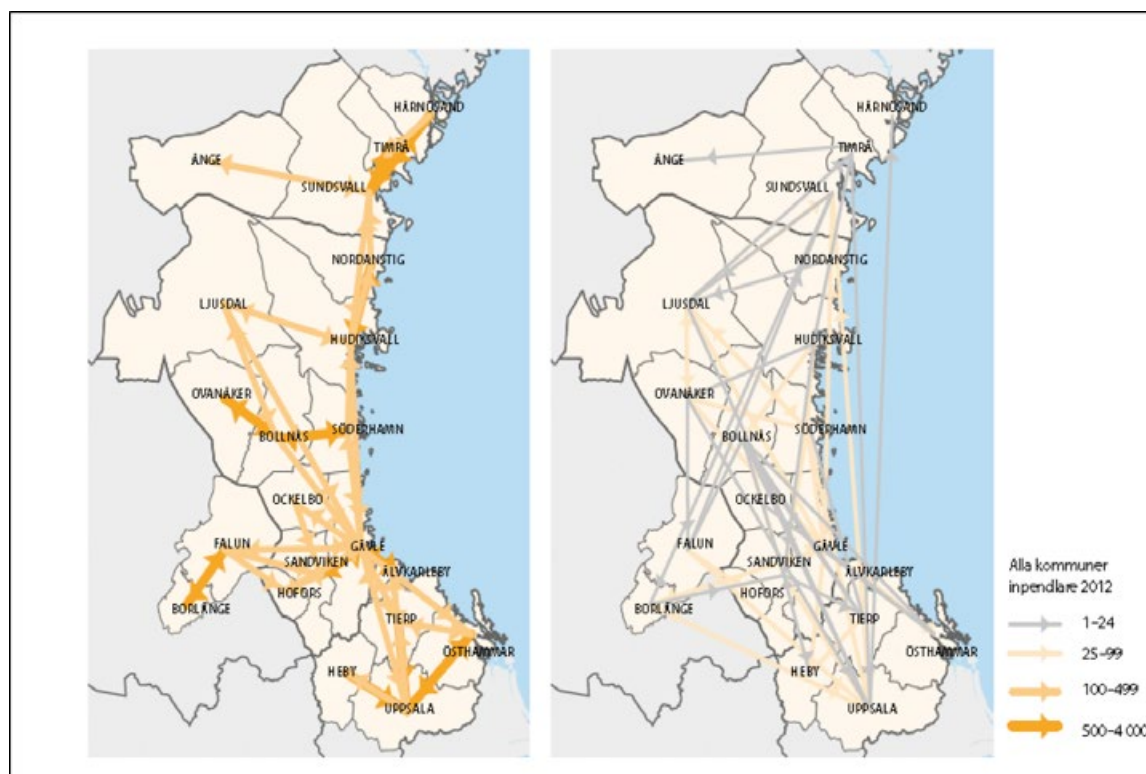 HÄRNÖSAND
TIMRÅ
ÅNGE
SUNDSVALL
NORDANSTIG
LJUSDAL
HUDIKSVALL
OVANÅKER
BOLLNÄS
SÖDERHAMN
OCKELBO
FALUN
GÄVLE
SANDVIKEN
ÄLVKARLEBY
HOFORS
BORLÄNGE
TIERP
ÖSTHAMMAR
HEBY
UPPSALA
HÄRNÖSAND
TIMRÅ
ÅNGE
SUNDSVALL
NORDANSTIG
LJUSDAL
HUDIKSVALL
OVANÅKER
BOLLNÄS
SÖDERHAMN
OCKELBO
FALUN
GÄVLE
SANDVIKEN
ÄLVKARLEBY
HOFORS
BORLÄNGE
TIERP
ÖSTHAMMAR
HEBY
UPPSALA
Alla kommuner
inpendlare 2012
1–24
25–99
100–499
500–4 000